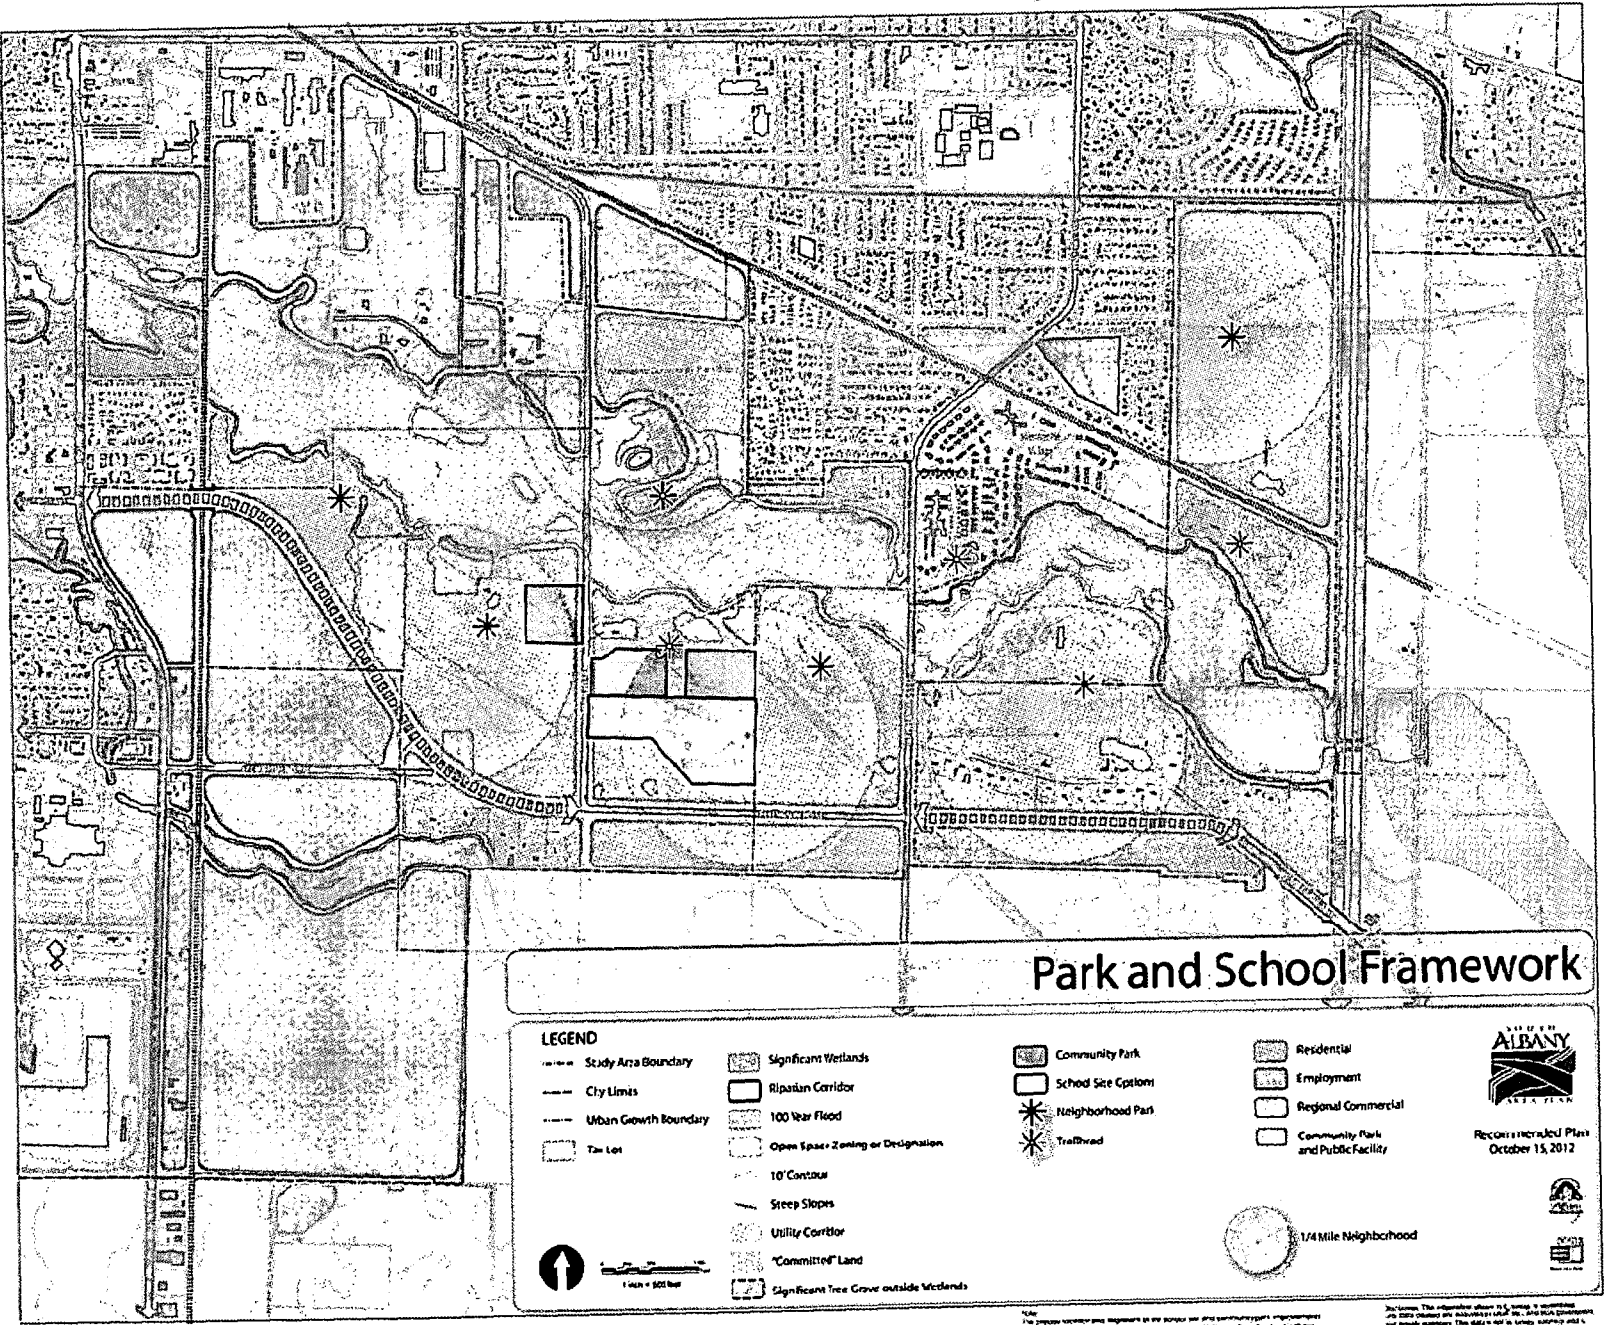 Park and School Framework
LEGEND
Study Area Boundary
City Limits
Urban Growth Boundary
Tax Lot
Significant Wetlands
Riparian Corridor
100 Year Flood
Open Space Zoning or Designation
10' Contour
Steep Slopes
Utility Corridor
"Committed" Land
Significant Tree Grove outside Wetlands
Community Park
School Site Options
Neighborhood Park
Trailhead
Residential
Employment
Regional Commercial
Community Park
and Public Facility
1/4 Mile Neighborhood
SOUTH
ALBANY
AREA PLAN
Recommended Plan
October 15, 2012